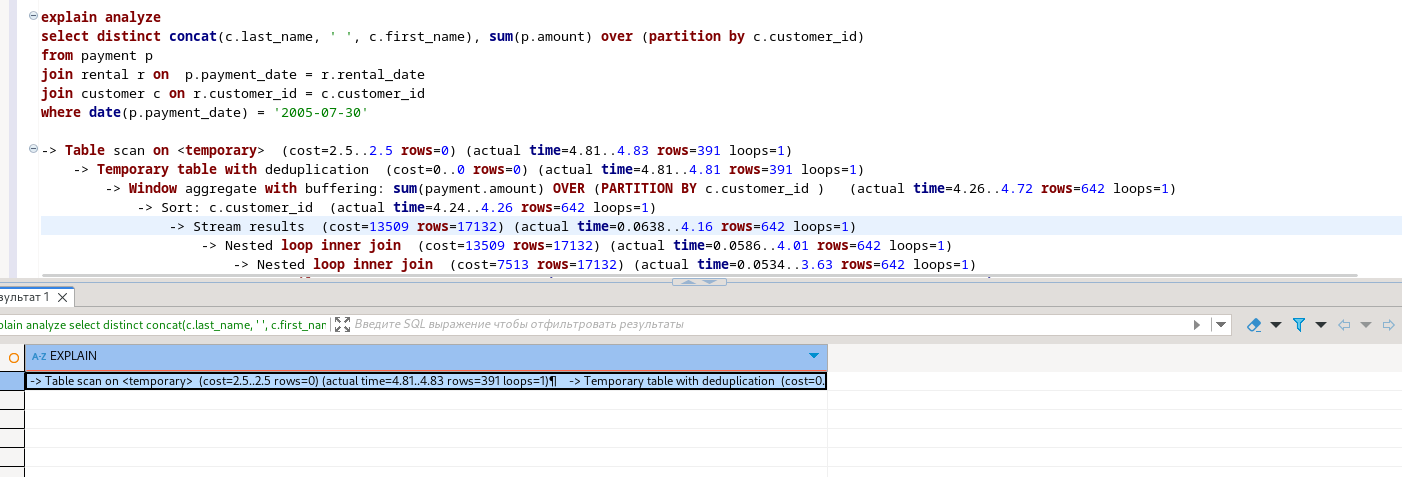 explain analyze
select distinct concat(c.last_name, ' ', c.first_name), sum(p.amount) over (partition by c.customer_id)
from payment p
join rental r on  p.payment_date = r.rental_date
join customer c on r.customer_id = c.customer_id
where date(p.payment_date) = '2005-07-30'
-> Table scan on <temporary>  (cost=2.5..2.5 rows=0) (actual time=4.81..4.83 rows=391 loops=1)
-> Temporary table with deduplication  (cost=0..0 rows=0) (actual time=4.81..4.81 rows=391 loops=1)
-> Window aggregate with buffering: sum(payment.amount) OVER (PARTITION BY c.customer_id )   (actual time=4.26..4.72 rows=642 loops=1)
-> Sort: c.customer_id  (actual time=4.24..4.26 rows=642 loops=1)
-> Stream results  (cost=13509 rows=17132) (actual time=0.0638..4.16 rows=642 loops=1)
-> Nested loop inner join  (cost=13509 rows=17132) (actual time=0.0586..4.01 rows=642 loops=1)
-> Nested loop inner join  (cost=7513 rows=17132) (actual time=0.0534..3.63 rows=642 loops=1)
зультат 1
plain analyze select distinct concat(c.last_name, ' ', c.first_nar Введите SQL выражение чтобы отфильтровать результаты
A-Z EXPLAIN
-> Table scan on <temporary>  (cost=2.5..2.5 rows=0) (actual time=4.81..4.83 rows=391 loops=1)¶    -> Temporary table with deduplication  (cost=0.